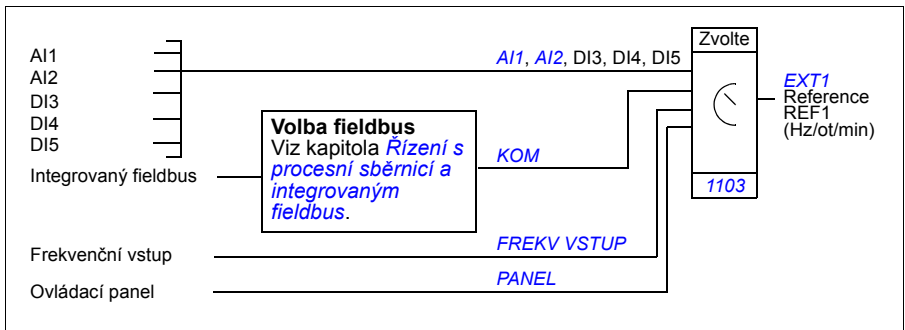 AI1
AI2
DI3
DI4
DI5
Integrovaný fieldbus
Frekvenční vstup
Ovládací panel
Volba fieldbus
Viz kapitola Řízení s
procesní sběrnicí a
integrovaným
fieldbus.
AI1, AI2, DI3, DI4, DI5
KOM
FREKV VSTUP
PANEL
Zvolte
1103
EXT1
Reference
REF1
(Hz/ot/min)